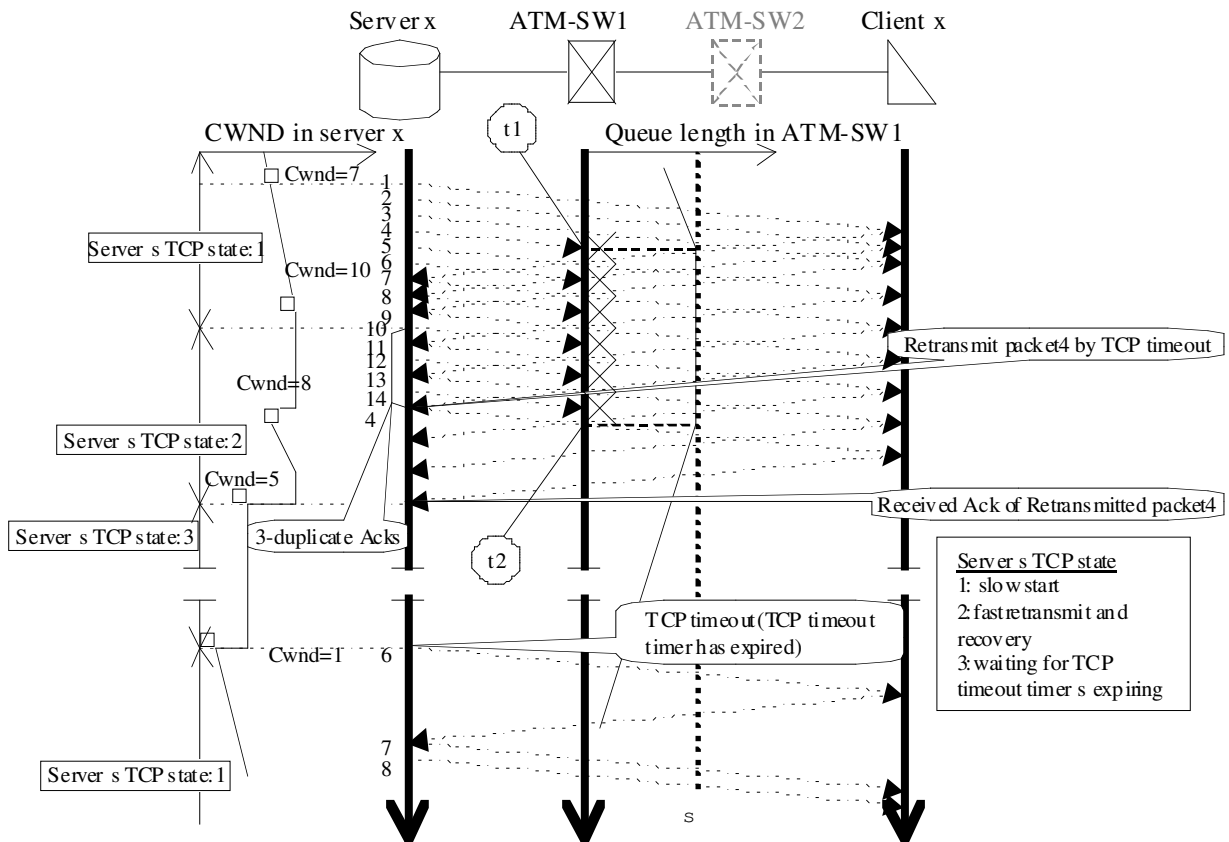 Server x
ATM-SW1
ATM-SW2
Client x
t1
CWND in server x
Queue length in ATM-SW1
Cwnd=7
1
2
3
4
Server s TCP state:1
5
6
Cwnd=10
7
8
9
10
Retransmit packet4 by TCP timeout
11
12
Cwnd=8
13
14
4
Server s TCP state:2
Cwnd=5
Received Ack of Retransmitted packet4
Server s TCP state:3
3-duplicate Acks
t2
Server s TCP state
1: slow start
2: fast retransmit and
recovery
3: waiting for TCP
timeout timer s expiring
TCP timeout (TCP timeout
timer has expired)
Cwnd=1
6
7
Server s TCP state:1
8
s